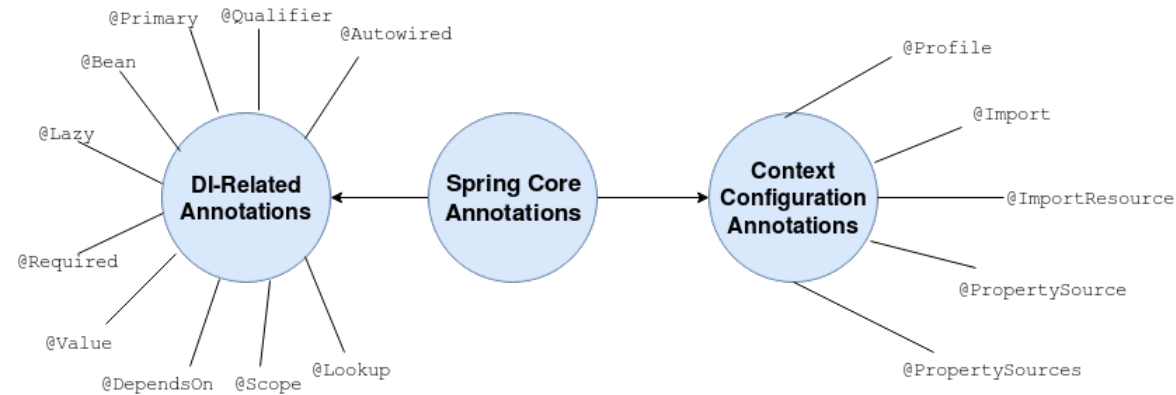 @Primary
@Qualifier
@Autowired
@Bean
@Lazy
@Required
@Value
@DependsOn
@Scope
@Lookup
DI-Related
Annotations
Spring Core
Annotations
Context
Configuration
Annotations
@Profile
@Import
@ImportResource
@PropertySource
@PropertySources